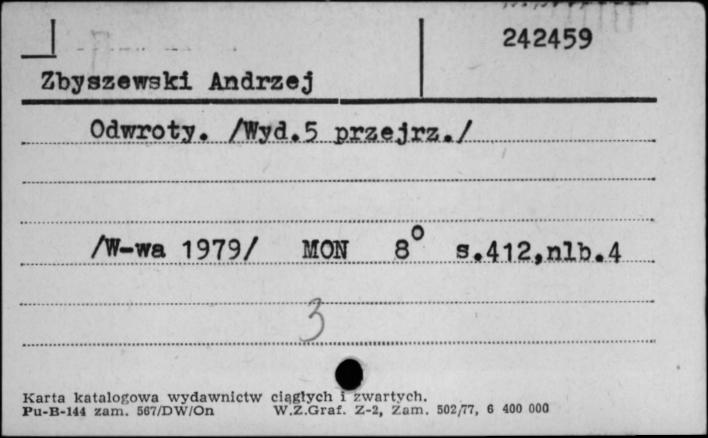 242459
Zbyszewski Andrzej
Odwroty. /Wyd.5 przejrz./
/W-wa 1979/ MON 8° s.412,nlb.4
3
Karta katalogowa wydawnictw ciągłych i zwartych.
Pu-B-144 zam. 567/DW/On W.Z.Graf. Z-2, Zam. 502/77, 6 400 000